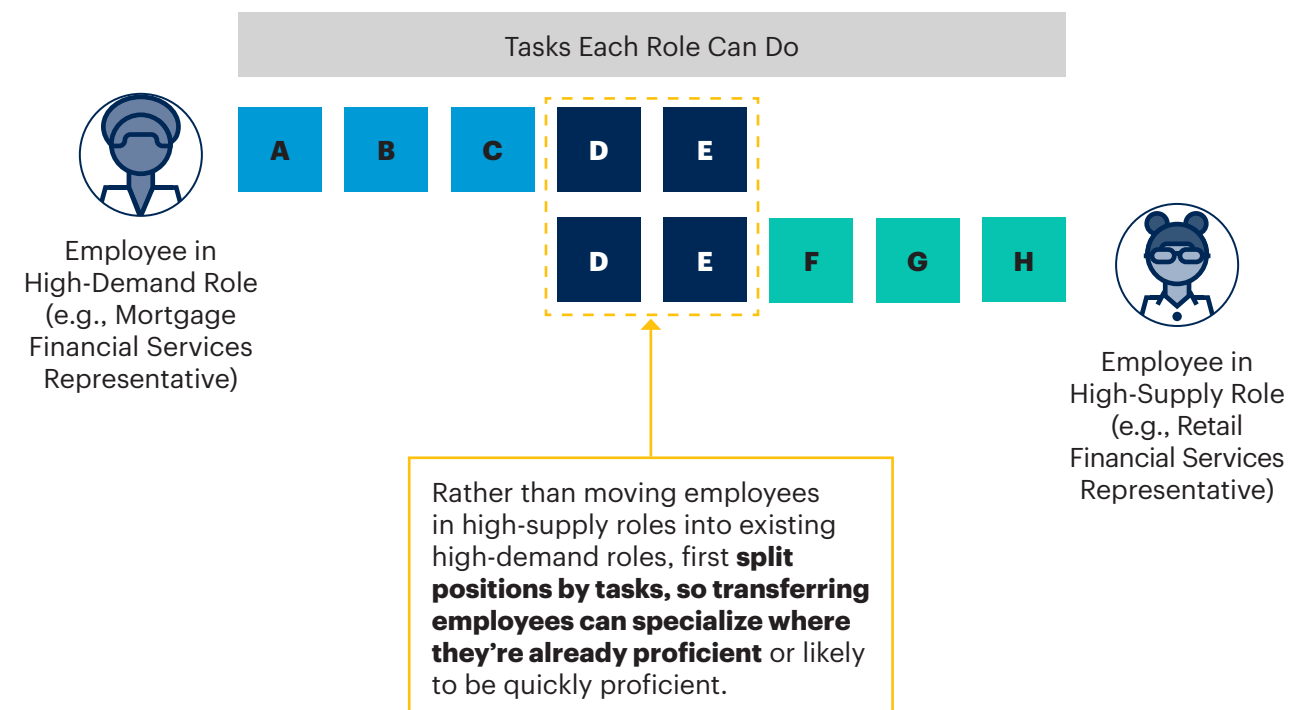 Tasks Each Role Can Do
A B C D E
D E F G H
Employee in
High-Demand Role
(e.g., Mortgage
Financial Services
Representative)
Employee in
High-Supply Role
(e.g., Retail
Financial Services
Representative)
Rather than moving employees
in high-supply roles into existing
high-demand roles, first split
positions by tasks, so transferring
employees can specialize where
they’re already proficient or likely
to be quickly proficient.